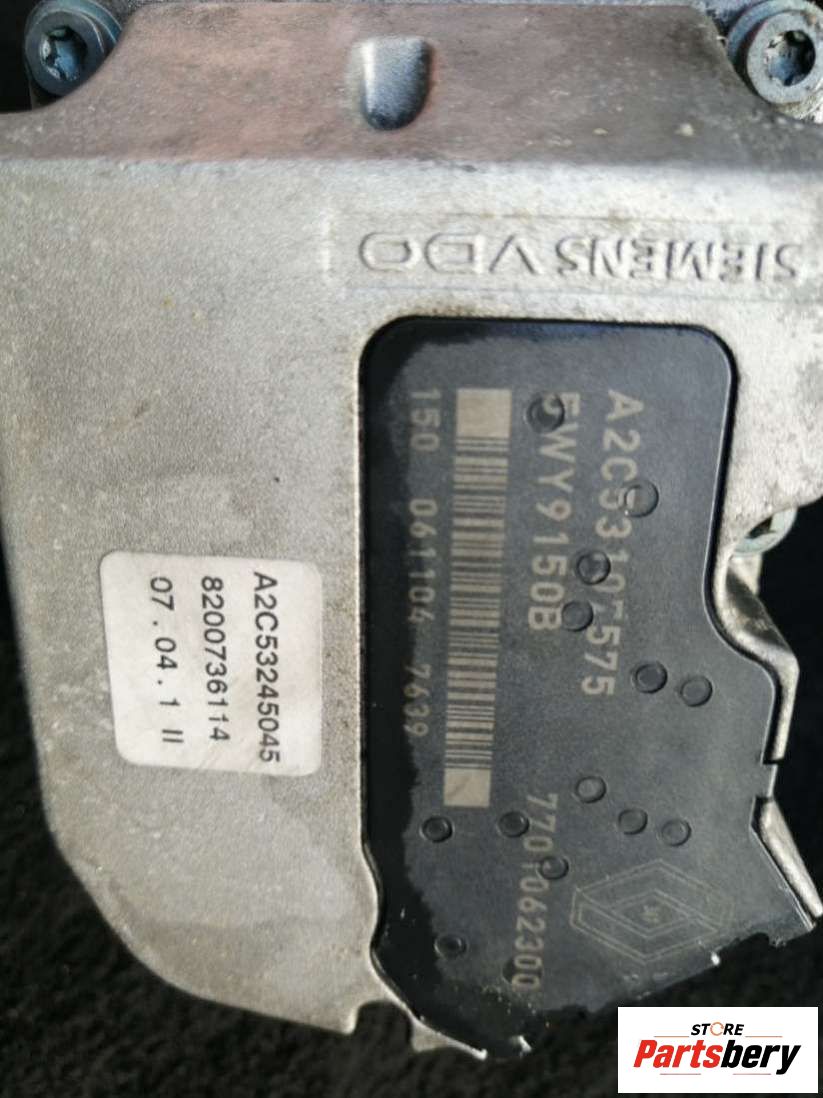 SIEMENS VDO
A2C53107575
5WY9150B
150 061104 7639
7701062300
A2C53245045
8200736114
07.04.1 II
STORE
Partsbery